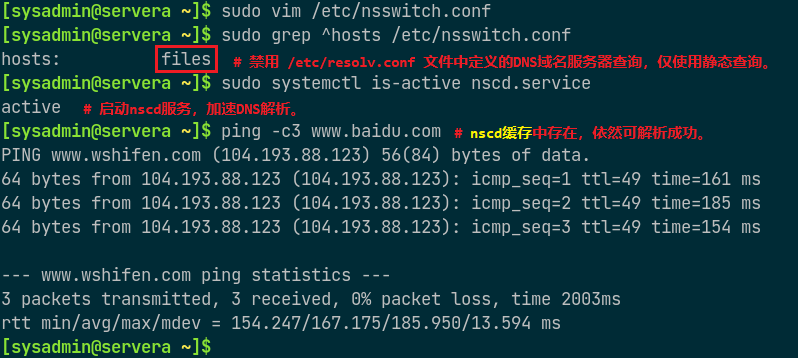 [sysadmin@servera ~]$ sudo vim /etc/nsswitch.conf
[sysadmin@servera ~]$ sudo grep ^hosts /etc/nsswitch.conf
hosts:          files  # 禁用 /etc/resolv.conf 文件中定义的DNS域名服务器查询，仅使用静态查询。
[sysadmin@servera ~]$ sudo systemctl is-active nscd.service
active  # 启动nscd服务，加速DNS解析。
[sysadmin@servera ~]$ ping -c3 www.baidu.com  # nscd缓存中存在，依然可解析成功。
PING www.wshifen.com (104.193.88.123) 56(84) bytes of data.
64 bytes from 104.193.88.123 (104.193.88.123): icmp_seq=1 ttl=49 time=161 ms
64 bytes from 104.193.88.123 (104.193.88.123): icmp_seq=2 ttl=49 time=185 ms
64 bytes from 104.193.88.123 (104.193.88.123): icmp_seq=3 ttl=49 time=154 ms

--- www.wshifen.com ping statistics ---
3 packets transmitted, 3 received, 0% packet loss, time 2003ms
rtt min/avg/max/mdev = 154.247/167.175/185.950/13.594 ms
[sysadmin@servera ~]$